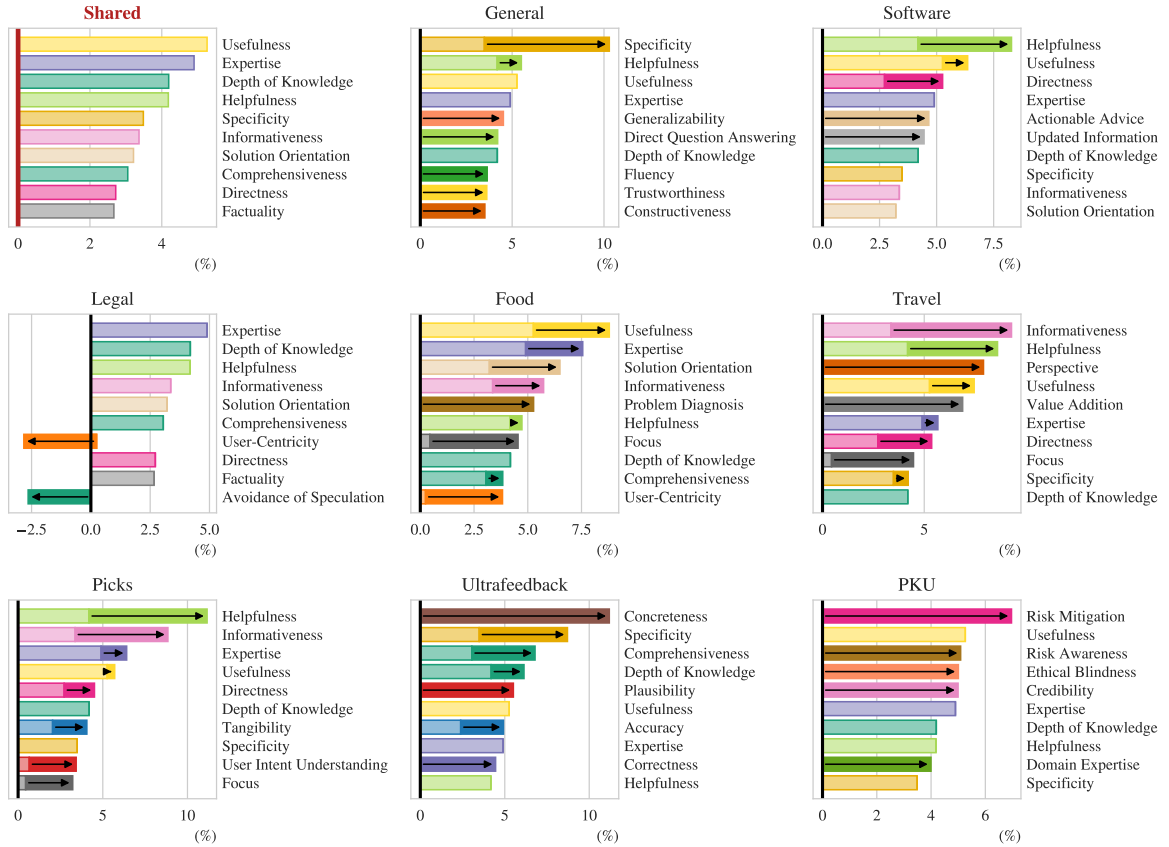 Shared
Usefulness
Expertise
Depth of Knowledge
Helpfulness
Specificity
Informativeness
Solution Orientation
Comprehensiveness
Directness
Factuality
0 2 4
(%)
General
Specificity
Helpfulness
Usefulness
Expertise
Generalizability
Direct Question Answering
Depth of Knowledge
Fluency
Trustworthiness
Constructiveness
0 5 10
(%)
Software
Helpfulness
Usefulness
Directness
Expertise
Actionable Advice
Updated Information
Depth of Knowledge
Specificity
Informativeness
Solution Orientation
0.0 2.5 5.0 7.5
(%)
Legal
Expertise
Depth of Knowledge
Helpfulness
Informativeness
Solution Orientation
Comprehensiveness
User-Centricity
Directness
Factuality
Avoidance of Speculation
−2.5 0.0 2.5 5.0
(%)
Food
Usefulness
Expertise
Solution Orientation
Informativeness
Problem Diagnosis
Helpfulness
Focus
Depth of Knowledge
Comprehensiveness
User-Centricity
0.0 2.5 5.0 7.5
(%)
Travel
Informativeness
Helpfulness
Perspective
Usefulness
Value Addition
Expertise
Directness
Focus
Specificity
Depth of Knowledge
0 5
(%)
Picks
Helpfulness
Informativeness
Expertise
Usefulness
Directness
Depth of Knowledge
Tangibility
Specificity
User Intent Understanding
Focus
0 5 10
(%)
Ultrafeedback
Concreteness
Specificity
Comprehensiveness
Depth of Knowledge
Plausibility
Usefulness
Accuracy
Expertise
Correctness
Helpfulness
0 5 10
(%)
PKU
Risk Mitigation
Usefulness
Risk Awareness
Ethical Blindness
Credibility
Expertise
Depth of Knowledge
Helpfulness
Domain Expertise
Specificity
0 2 4 6
(%)